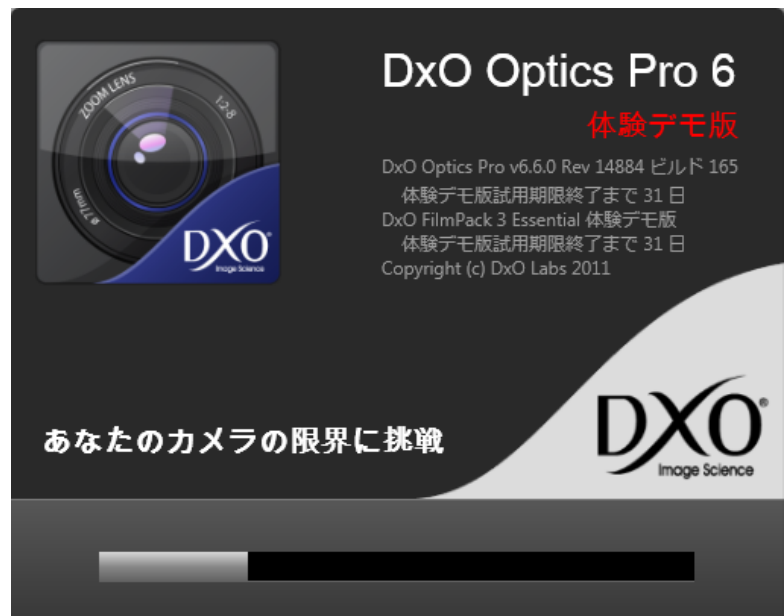 ZOOM LENS
1:2-8
ø77mm
DXO
Image Science
DxO Optics Pro 6
体験デモ版
DxO Optics Pro v6.6.0 Rev 14884 ビルド 165
体験デモ版試用期限終了まで 31 日
DxO FilmPack 3 Essential 体験デモ版
体験デモ版試用期限終了まで 31 日
Copyright (c) DxO Labs 2011
あなたのカメラの限界に挑戦
DXO®
Image Science